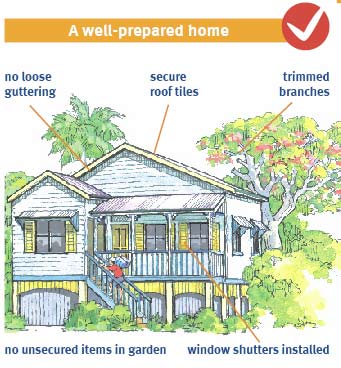 A well-prepared home
no loose
guttering
secure
roof tiles
trimmed
branches
no unsecured items in garden
window shutters installed